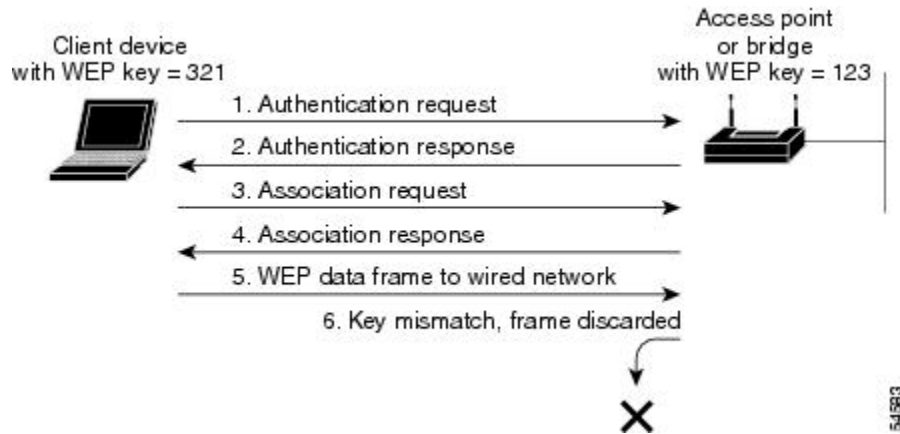 Client device
with WEP key = 321
Access point
or bridge
with WEP key = 123
1. Authentication request
2. Authentication response
3. Association request
4. Association response
5. WEP data frame to wired network
6. Key mismatch, frame discarded
54583